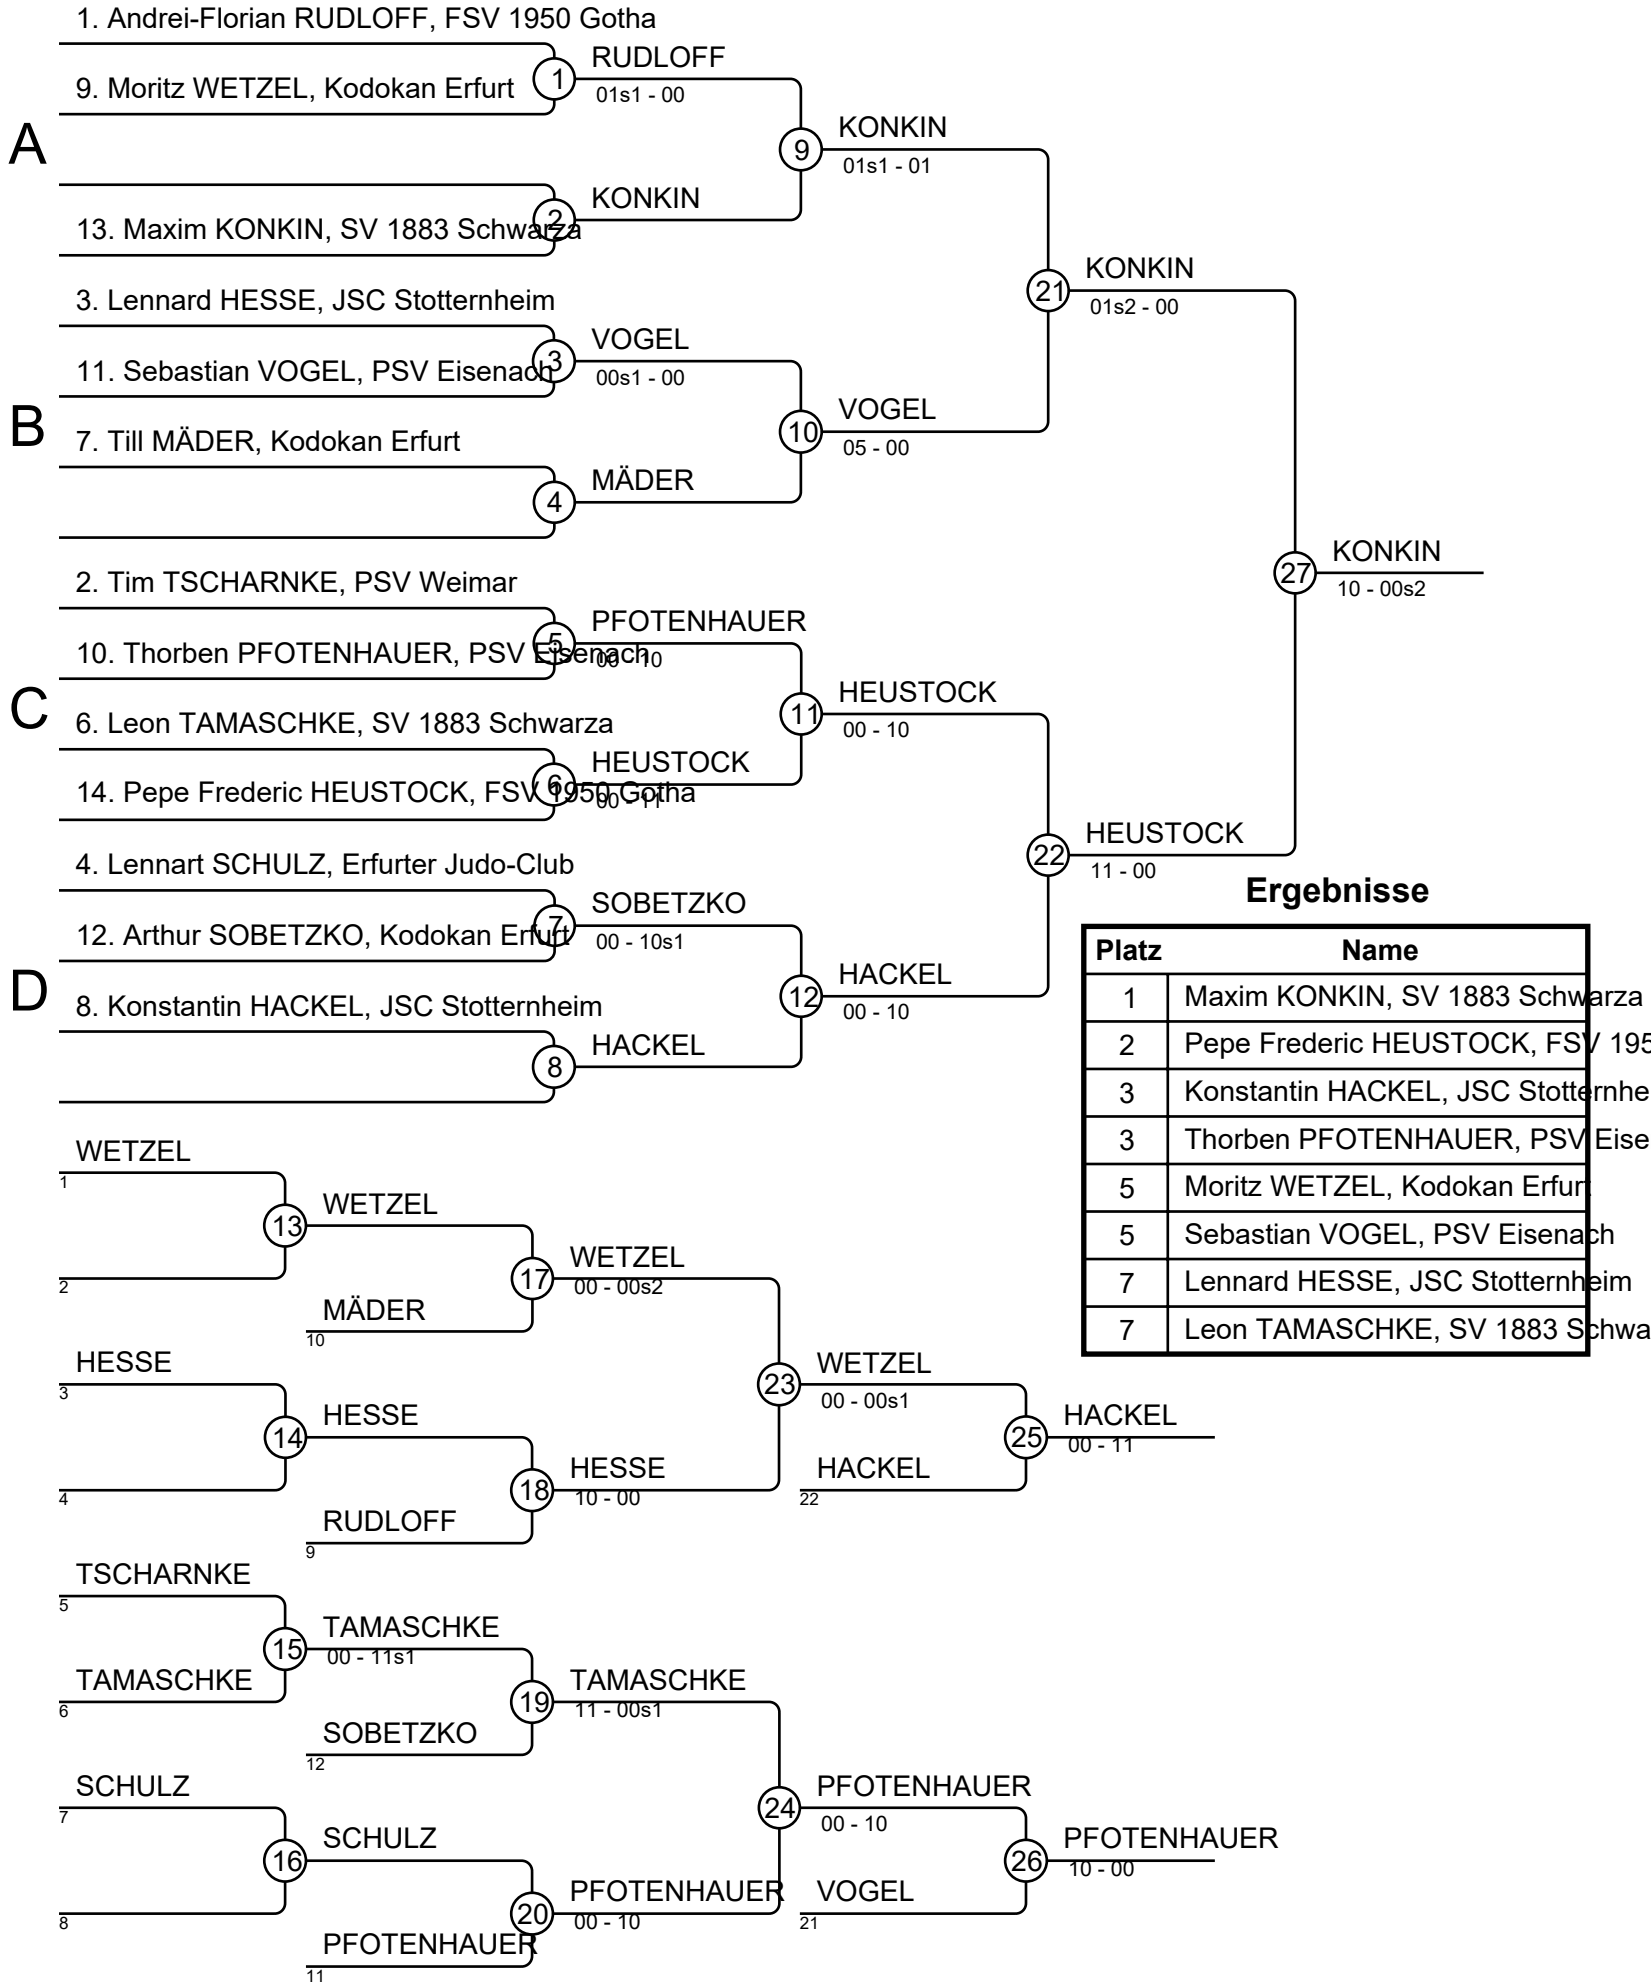 1. Andrei-Florian RUDLOFF, FSV 1950 Gotha
RUDLOFF
1
9. Moritz WETZEL, Kodokan Erfurt
01s1 - 00
A
KONKIN
9
01s1 - 01
KONKIN
2
13. Maxim KONKIN, SV 1883 Schwarza
KONKIN
21
01s2 - 00
3. Lennard HESSE, JSC Stotternheim
VOGEL
3
11. Sebastian VOGEL, PSV Eisenach
00s1 - 00
B
VOGEL
10
05 - 00
7. Till MÄDER, Kodokan Erfurt
MÄDER
4
KONKIN
27
10 - 00s2
2. Tim TSCHARNKE, PSV Weimar
PFOTENHAUER
5
10. Thorben PFOTENHAUER, PSV Eisenach
00 - 10
C
HEUSTOCK
11
00 - 10
6. Leon TAMASCHKE, SV 1883 Schwarza
HEUSTOCK
6
14. Pepe Frederic HEUSTOCK, FSV 1950 Gotha
00 - 11
HEUSTOCK
22
11 - 00
4. Lennart SCHULZ, Erfurter Judo-Club
SOBETZKO
7
12. Arthur SOBETZKO, Kodokan Erfurt
00 - 10s1
D
HACKEL
12
00 - 10
8. Konstantin HACKEL, JSC Stotternheim
HACKEL
8
Ergebnisse
Platz Name
1 Maxim KONKIN, SV 1883 Schwarza
2 Pepe Frederic HEUSTOCK, FSV 195
3 Konstantin HACKEL, JSC Stotternhe
3 Thorben PFOTENHAUER, PSV Eise
5 Moritz WETZEL, Kodokan Erfurt
5 Sebastian VOGEL, PSV Eisenach
7 Lennard HESSE, JSC Stotternheim
7 Leon TAMASCHKE, SV 1883 Schwa
WETZEL
1
WETZEL
13
2
WETZEL
17
00 - 00s2
MÄDER
10
HESSE
3
WETZEL
23
00 - 00s1
HESSE
14
4
HACKEL
25
00 - 11
HESSE
18
10 - 00
HACKEL
22
RUDLOFF
9
TSCHARNKE
5
TAMASCHKE
15
00 - 11s1
TAMASCHKE
6
TAMASCHKE
19
11 - 00s1
SOBETZKO
12
SCHULZ
7
PFOTENHAUER
24
00 - 10
SCHULZ
16
8
PFOTENHAUER
26
10 - 00
PFOTENHAUER
20
00 - 10
VOGEL
21
PFOTENHAUER
11